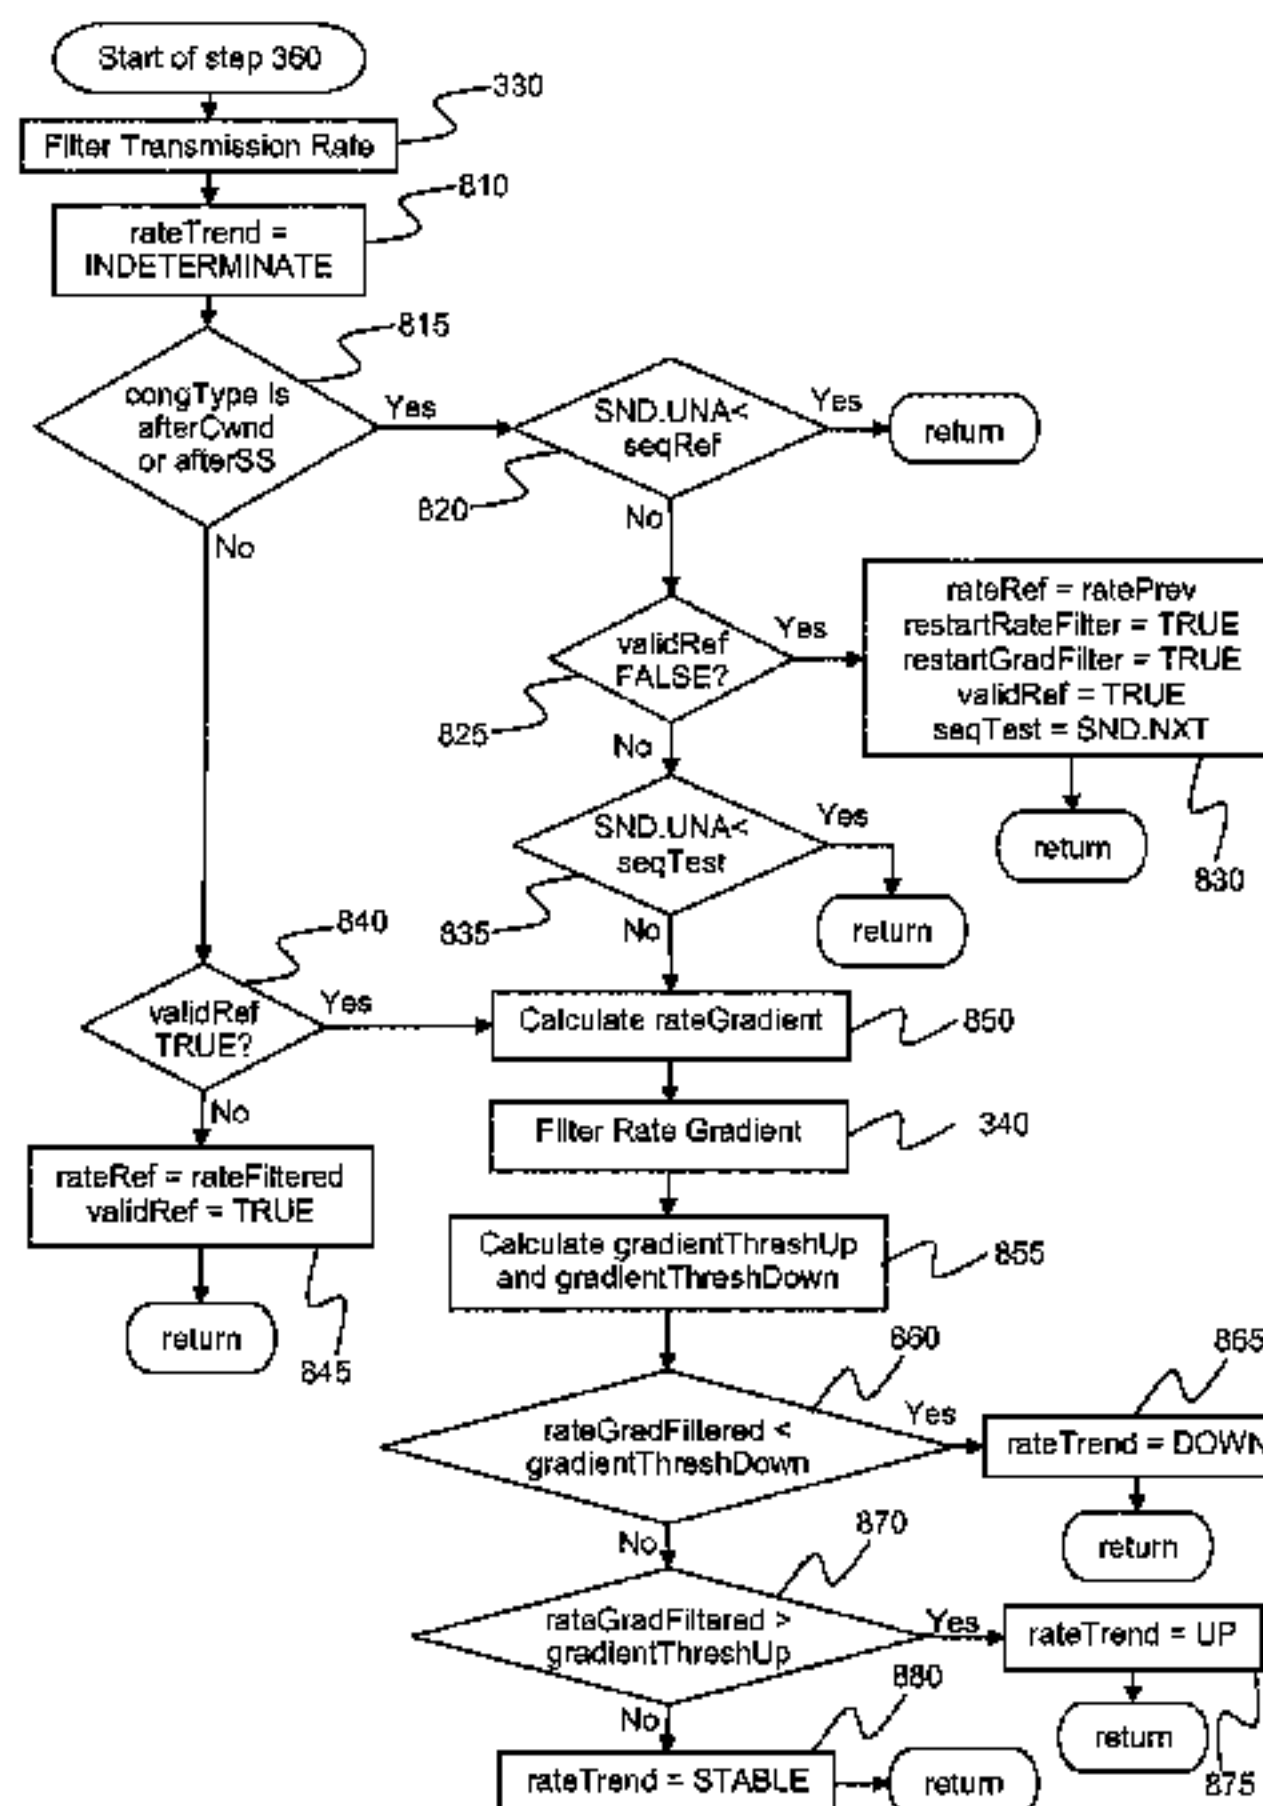 Start of step 360
330
Filter Transmission Rate
810
rateTrend =
INDETERMINATE
815
congType is
afterCwnd
or afterSS
Yes
SND.UNA<
seqRef
Yes
return
820
No
No
rateRef = ratePrev
restartRateFilter = TRUE
restartGradFilter = TRUE
validRef = TRUE
seqTest = SND.NXT
validRef
FALSE?
Yes
825
No
return
830
SND.UNA<
seqTest
Yes
835
No
return
840
validRef
TRUE?
Yes
Calculate rateGradient
850
No
Filter Rate Gradient
340
rateRef = rateFiltered
validRef = TRUE
Calculate gradientThreshUp
and gradientThreshDown
855
return
845
860
865
rateGradFiltered <
gradientThreshDown
Yes
rateTrend = DOWN
No
870
return
rateGradFiltered >
gradientThreshUp
Yes
rateTrend = UP
No
880
return
875
rateTrend = STABLE
return